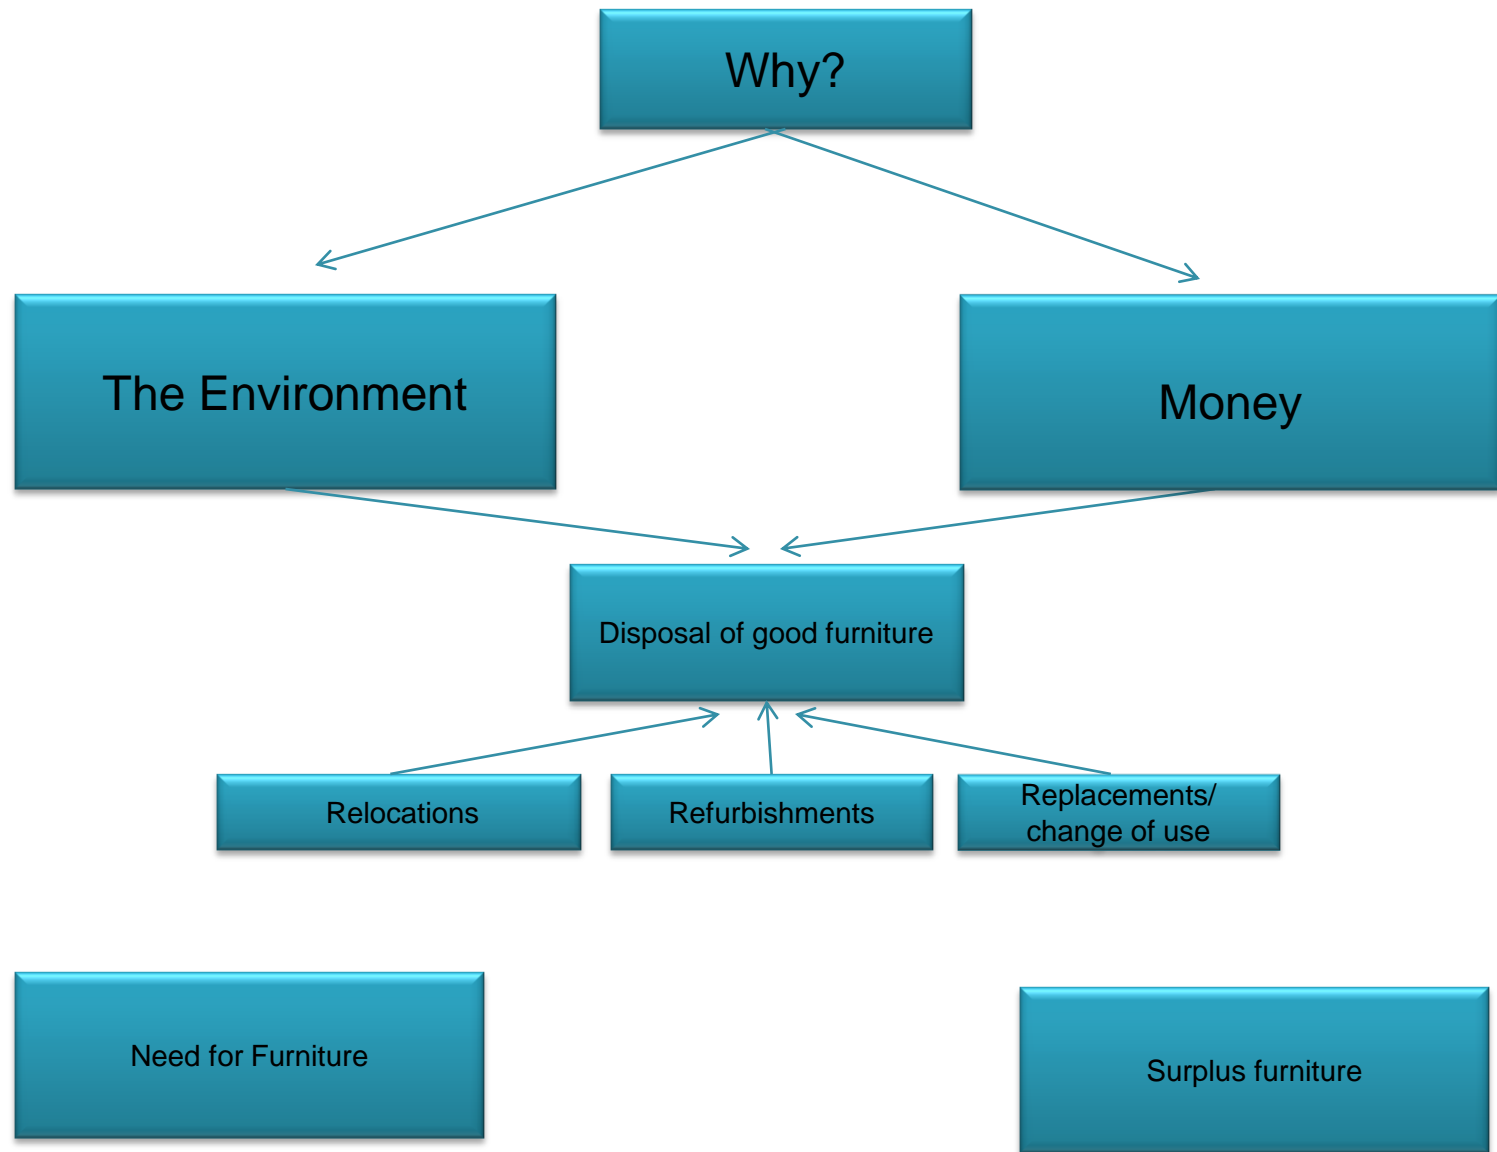 Why?
The Environment
Money
Disposal of good furniture
Relocations
Refurbishments
Replacements/
change of use
Need for Furniture
Surplus furniture